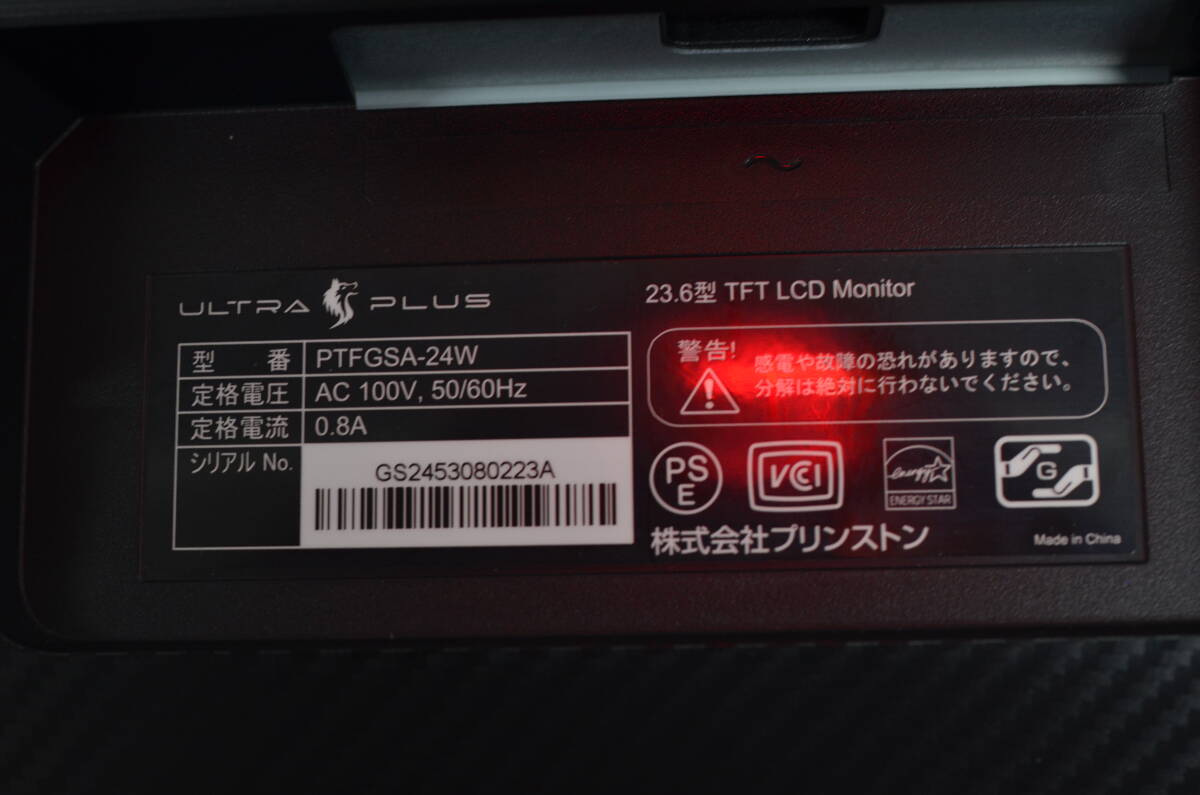 ULTRA PLUS
型 番 PTFGSA-24W
定格電圧 AC 100V, 50/60Hz
定格電流 0.8A
シリアル No. GS2453080223A
23.6型 TFT LCD Monitor
警告!
感電や故障の恐れがありますので、
分解は絶対に行わないでください。
PS
E
VCCI
energy
ENERGY STAR
G
株式会社プリンストン
Made in China